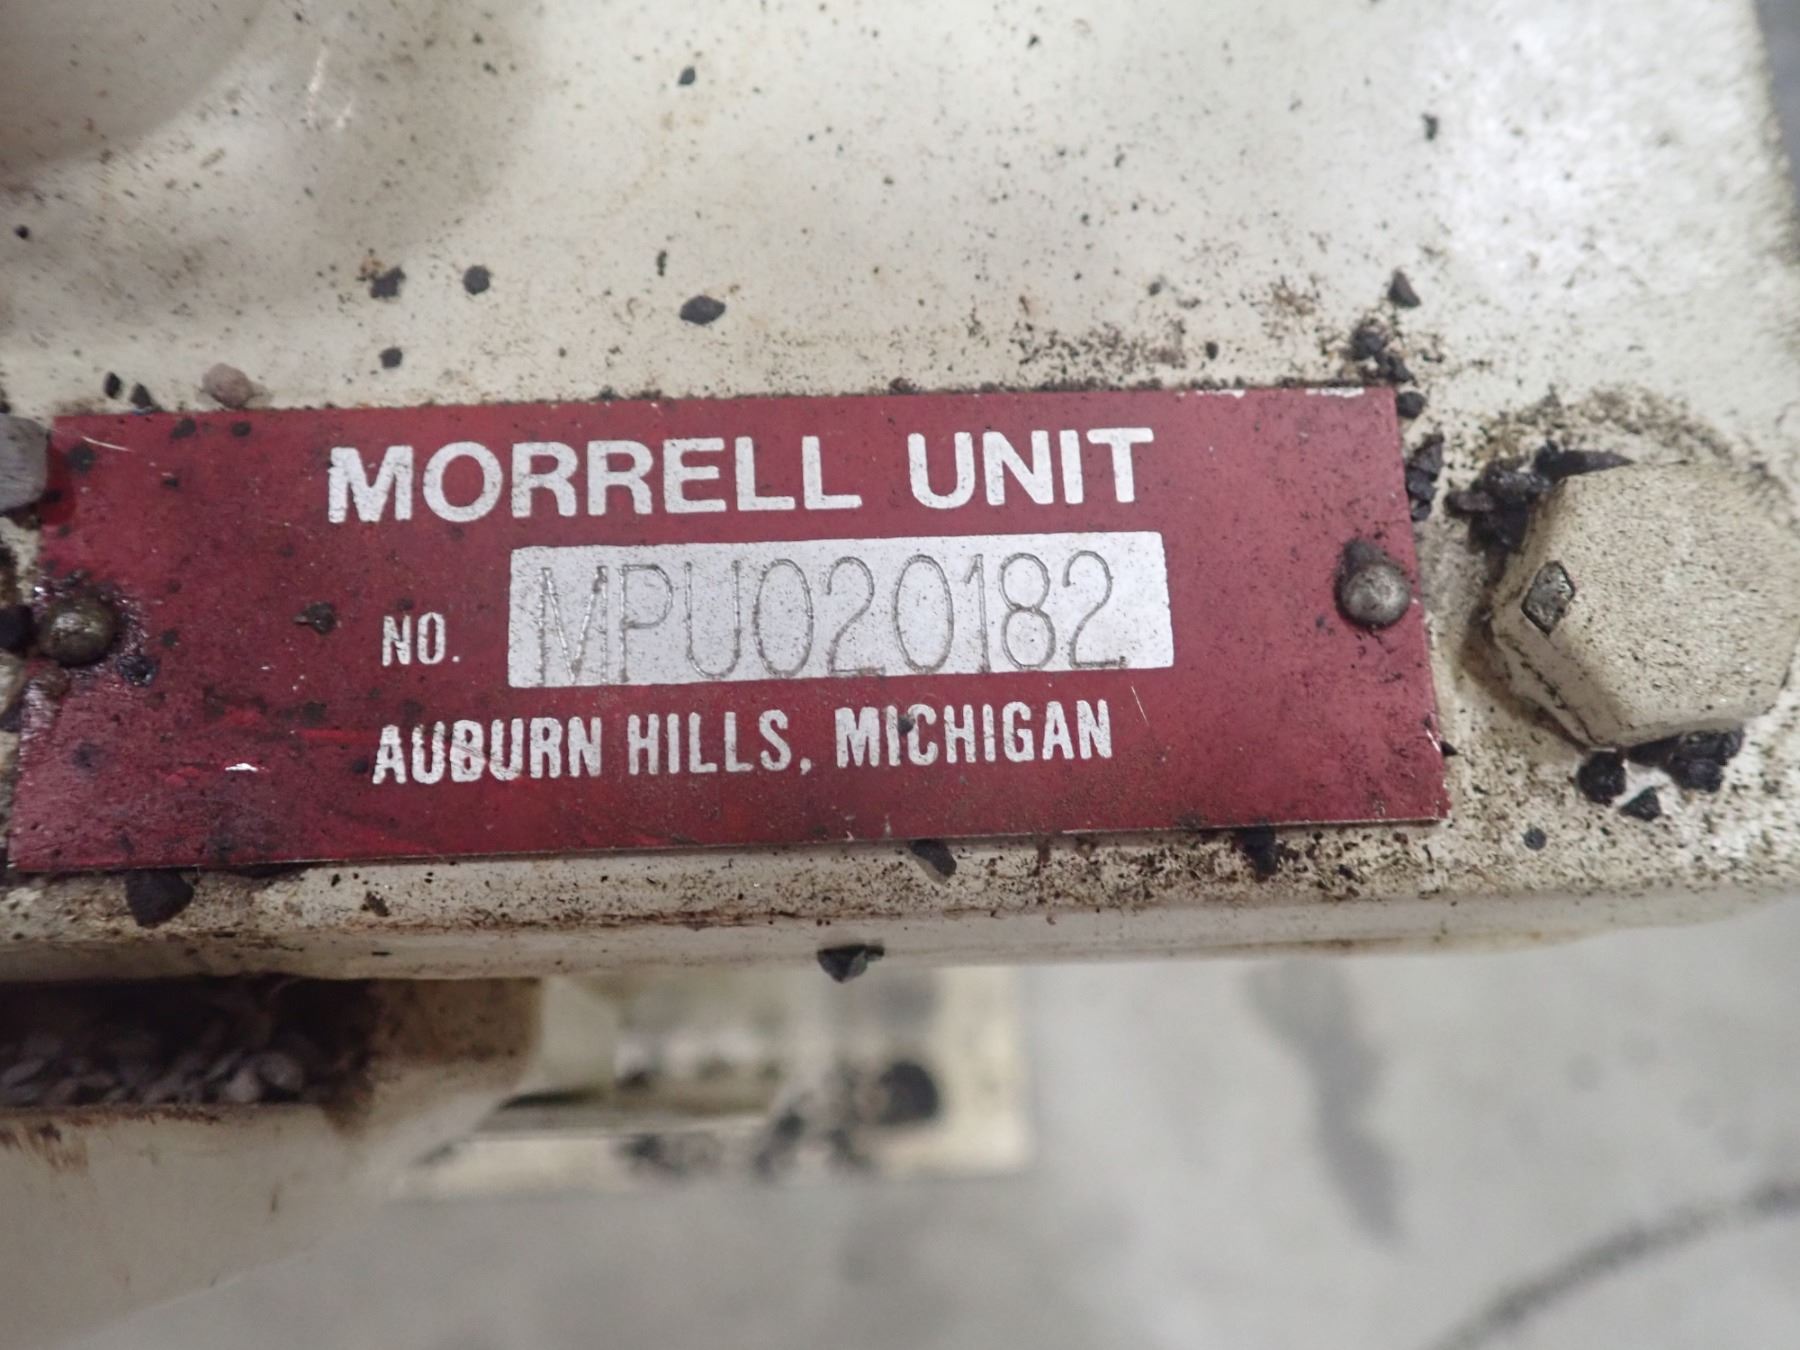 MORRELL UNIT
NO. MPU020182
AUBURN HILLS, MICHIGAN